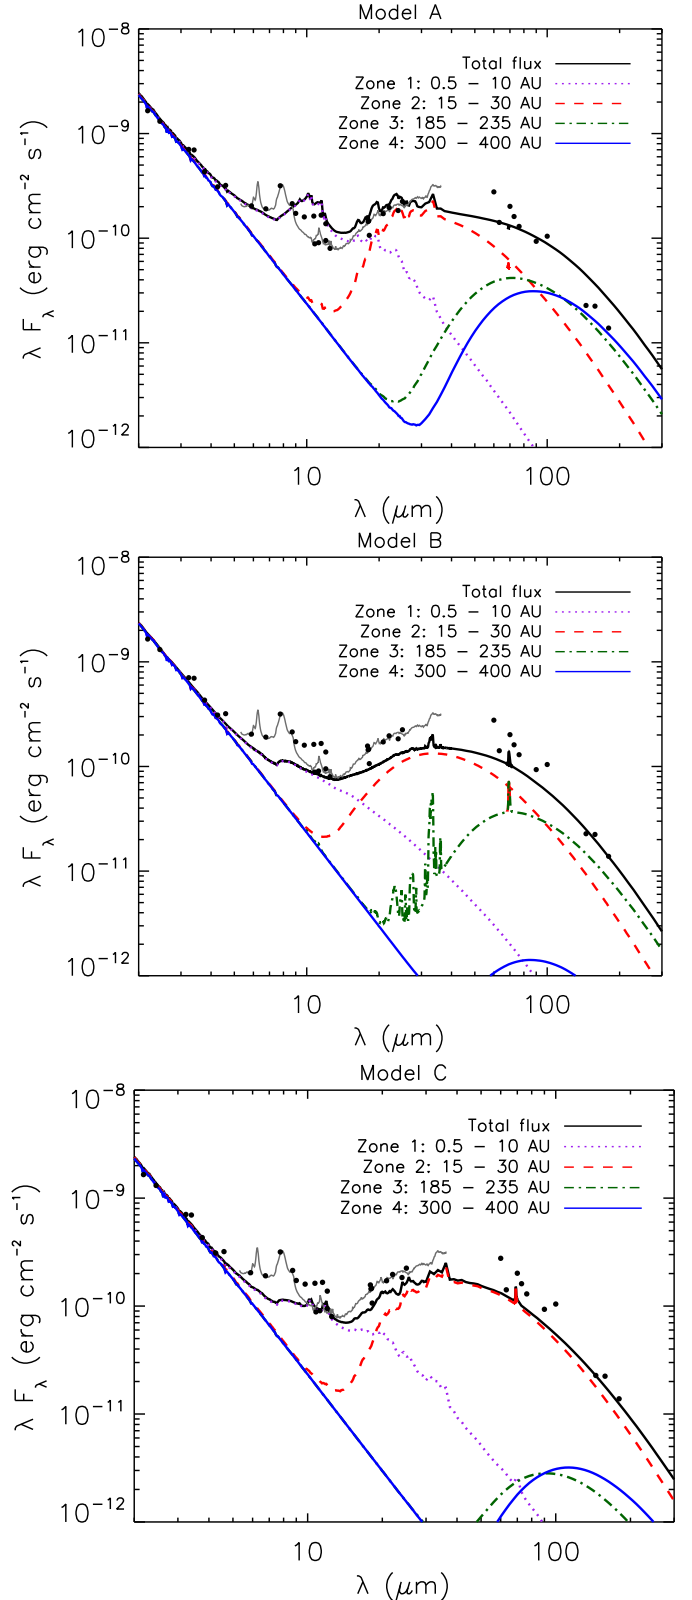 Model A
10⁻⁸
10⁻⁹
10⁻¹⁰
10⁻¹¹
10⁻¹²
λ F_λ (erg cm⁻² s⁻¹)
Total flux
Zone 1: 0.5 − 10 AU
Zone 2: 15 − 30 AU
Zone 3: 185 − 235 AU
Zone 4: 300 − 400 AU
10 100
λ (μm)
Model B
10⁻⁸
10⁻⁹
10⁻¹⁰
10⁻¹¹
10⁻¹²
λ F_λ (erg cm⁻² s⁻¹)
Total flux
Zone 1: 0.5 − 10 AU
Zone 2: 15 − 30 AU
Zone 3: 185 − 235 AU
Zone 4: 300 − 400 AU
10 100
λ (μm)
Model C
10⁻⁸
10⁻⁹
10⁻¹⁰
10⁻¹¹
10⁻¹²
λ F_λ (erg cm⁻² s⁻¹)
Total flux
Zone 1: 0.5 − 10 AU
Zone 2: 15 − 30 AU
Zone 3: 185 − 235 AU
Zone 4: 300 − 400 AU
10 100
λ (μm)